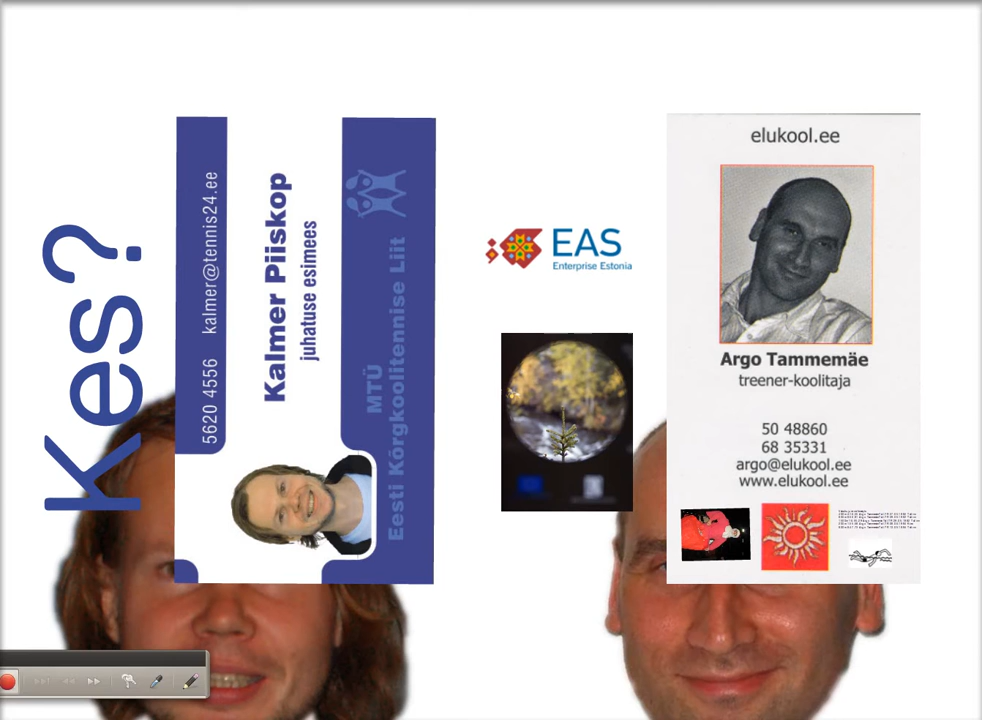 Kes?
5620 4556 kalmer@tennis24.ee
Kalmer Piiskop
juhatuse esimees
MTÜ
Eesti Kõrgkoolitennise Liit
EAS
Enterprise Estonia
elukool.ee
Argo Tammemäe
treener-koolitaja
50 48860
68 35331
argo@elukool.ee
www.elukool.ee